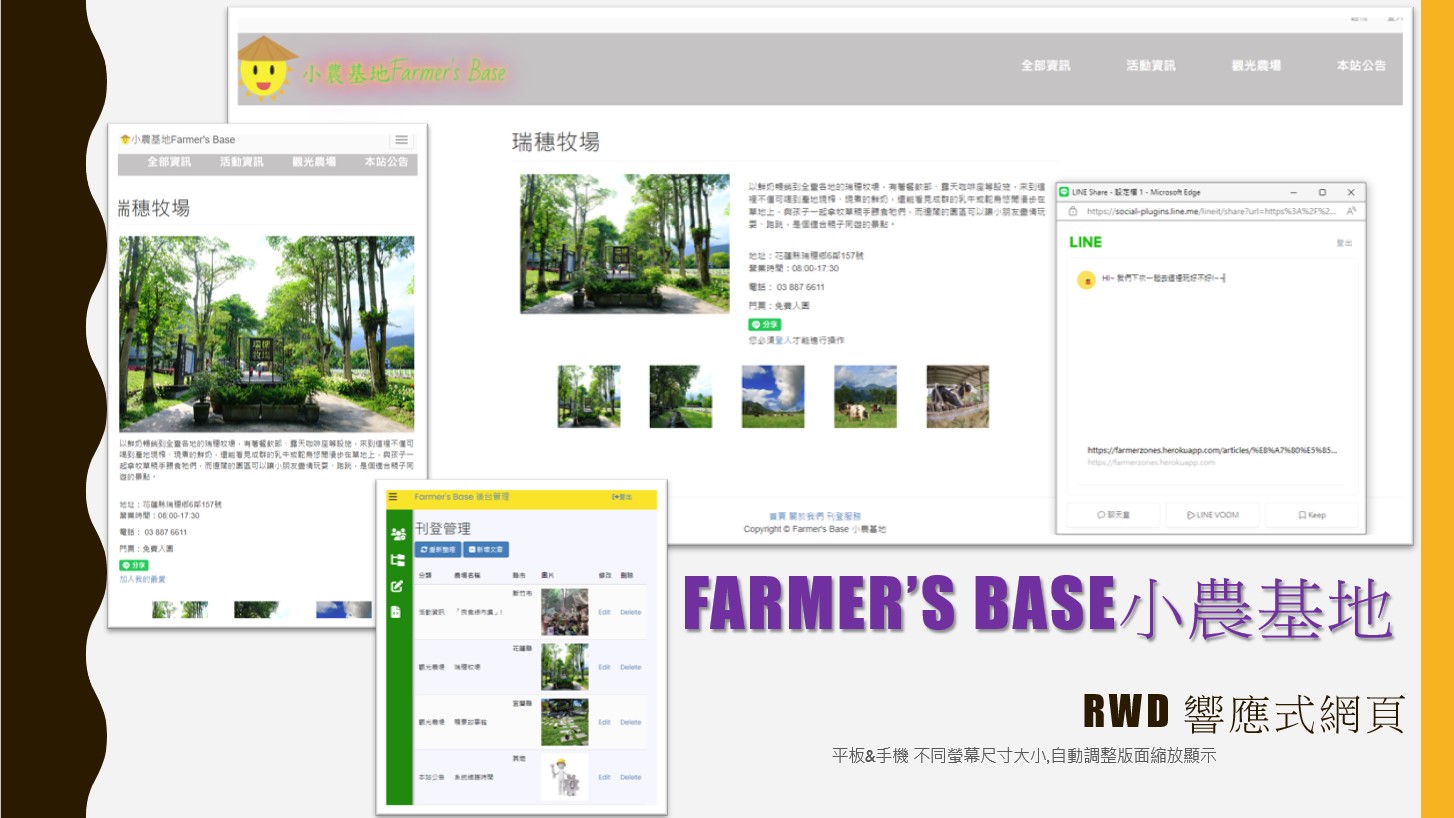 小農基地Farmer's Base
全部資訊 活動資訊 觀光農場 本站公告
瑞穗牧場
以鮮奶暢銷到全臺各地的瑞穗牧場，有著餐飲部、露天咖啡座等設施，來到這
裡不僅可喝到產地現榨、現煮的鮮奶，還能看見成群的乳牛或鴕鳥悠閒漫步在
草地上，與孩子一起拿牧草親手餵食牠們，而邊闊的園區可以讓小朋友盡情玩
耍、跑跳，是個適合親子同遊的景點。
地址：花蓮縣瑞穗鄉6鄰157號
營業時間：08:00-17:30
電話： 03 887 6611
門票：免費入園
分享
您必須登入才能進行操作
首頁 關於我們 刊登服務
Copyright © Farmer's Base 小農基地
LINE Share - 設定檔 1 - Microsoft Edge
https://social-plugins.line.me/lineit/share?url=https%3A%2F%2...
LINE
登出
HI~ 我們下次一起去這裡玩好不好!~
https://farmerzones.herokuapp.com/articles/%E8%A7%80%E5%85...
https://farmerzones.herokuapp.com
聊天室 LINE VOOM Keep
小農基地Farmer's Base
全部資訊 活動資訊 觀光農場 本站公告
瑞穗牧場
瑞穗
牧場
以鮮奶暢銷到全臺各地的瑞穗牧場，有著餐飲部、露天咖啡座等設施，來到這裡不僅可
喝到產地現榨、現煮的鮮奶，還能看見成群的乳牛或鴕鳥悠閒漫步在草地上，與孩子一
起拿牧草親手餵食牠們，而邊闊的園區可以讓小朋友盡情玩耍、跑跳，是個適合親子同
遊的景點。
地址：花蓮縣瑞穗鄉6鄰157號
營業時間：08:00-17:30
電話： 03 887 6611
門票：免費入園
分享
加入我的最愛
Farmer's Base 後台管理 登出
刊登管理
重新整理 新增文章
分類 農場名稱 縣市 圖片 修改 刪除
活動資訊 新竹市 Edit Delete
觀光農場 瑞穗牧場 花蓮縣 Edit Delete
觀光農場 宜蘭縣 Edit Delete
本站公告 系統維護時間 其他 Edit Delete
FARMER’S BASE小農基地
RWD 響應式網頁
平板&手機 不同螢幕尺寸大小,自動調整版面縮放顯示